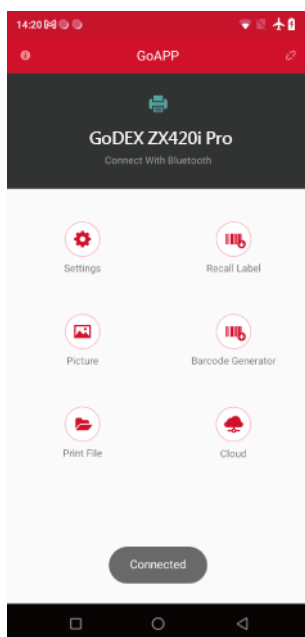 14:20
GoAPP
GoDEX ZX420i Pro
Connect With Bluetooth
Settings
Recall Label
Picture
Barcode Generator
Print File
Cloud
Connected